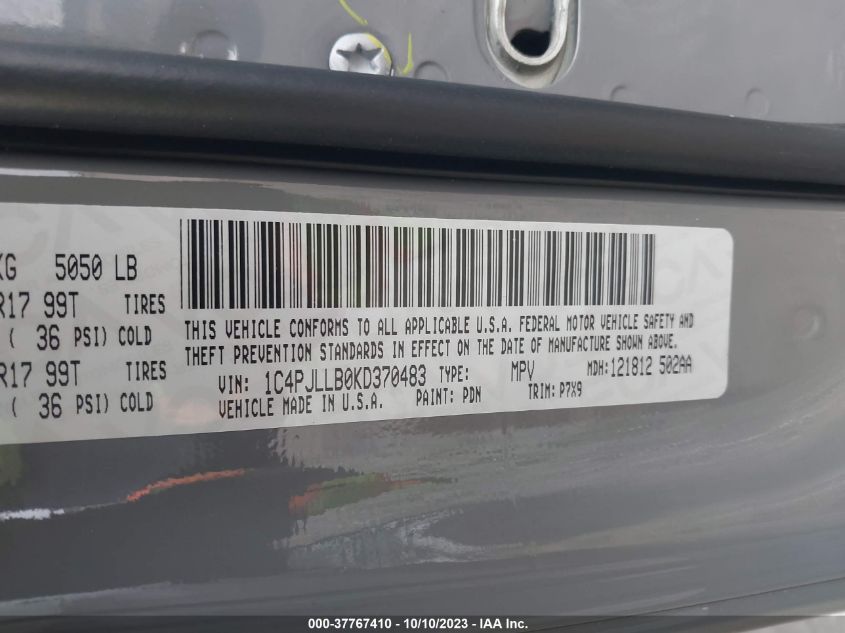 KG 5050 LB
R17 99T TIRES
( 36 PSI) COLD
R17 99T TIRES
( 36 PSI) COLD
THIS VEHICLE CONFORMS TO ALL APPLICABLE U.S.A. FEDERAL MOTOR VEHICLE SAFETY AND
THEFT PREVENTION STANDARDS IN EFFECT ON THE DATE OF MANUFACTURE SHOWN ABOVE.
VIN: 1C4PJLLB0KD370483 TYPE: MPV MDH:121812 502AA
VEHICLE MADE IN U.S.A. PAINT: PDN TRIM: P7X9
000-37767410 - 10/10/2023 - IAA Inc.